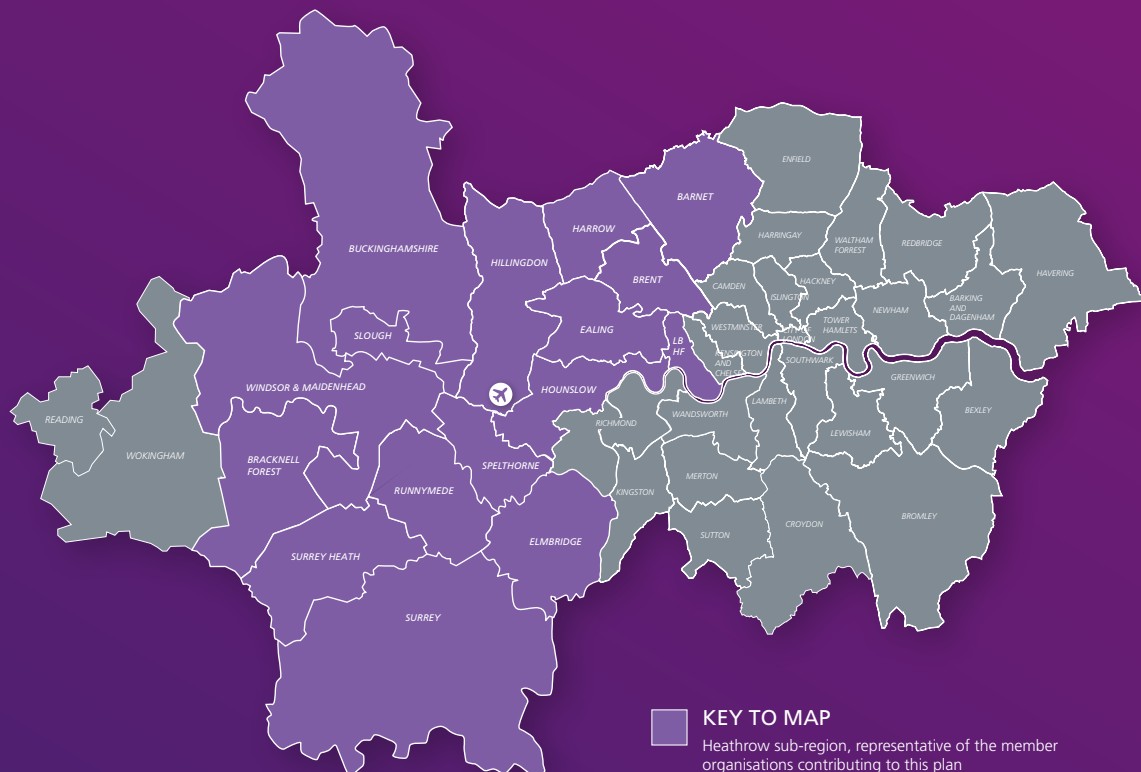 ENFIELD
BARNET
HARROW
HARRINGAY
WALTHAM
FORREST
REDBRIDGE
BUCKINGHAMSHIRE
HILLINGDON
BRENT
HAVERING
CAMDEN
HACKNEY
ISLINGTON
BARKING
AND
DAGENHAM
NEWHAM
TOWER
HAMLETS
SLOUGH
EALING
WESTMINSTER
CITY OF
LONDON
LB
HF
KENSINGTON
AND
CHELSEA
SOUTHWARK
GREENWICH
WINDSOR & MAIDENHEAD
HOUNSLOW
LAMBETH
BEXLEY
WANDSWORTH
READING
RICHMOND
LEWISHAM
WOKINGHAM
BRACKNELL
FOREST
SPELTHORNE
MERTON
RUNNYMEDE
KINGSTON
BROMLEY
CROYDON
SUTTON
ELMBRIDGE
SURREY HEATH
SURREY
KEY TO MAP
Heathrow sub-region, representative of the member
organisations contributing to this plan